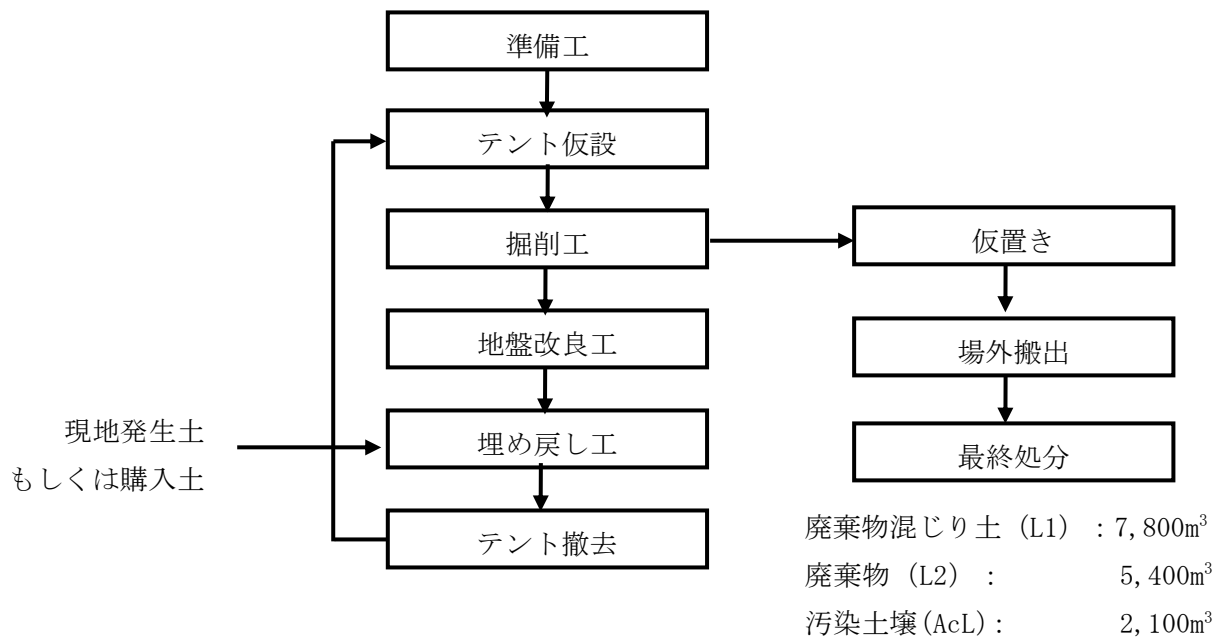 準備工
テント仮設
掘削工
仮置き
地盤改良工
場外搬出
現地発生土
もしくは購入土
埋め戻し工
最終処分
テント撤去
廃棄物混じり土 (L1) : 7,800m³
廃棄物 (L2) : 5,400m³
汚染土壌(AcL): 2,100m³